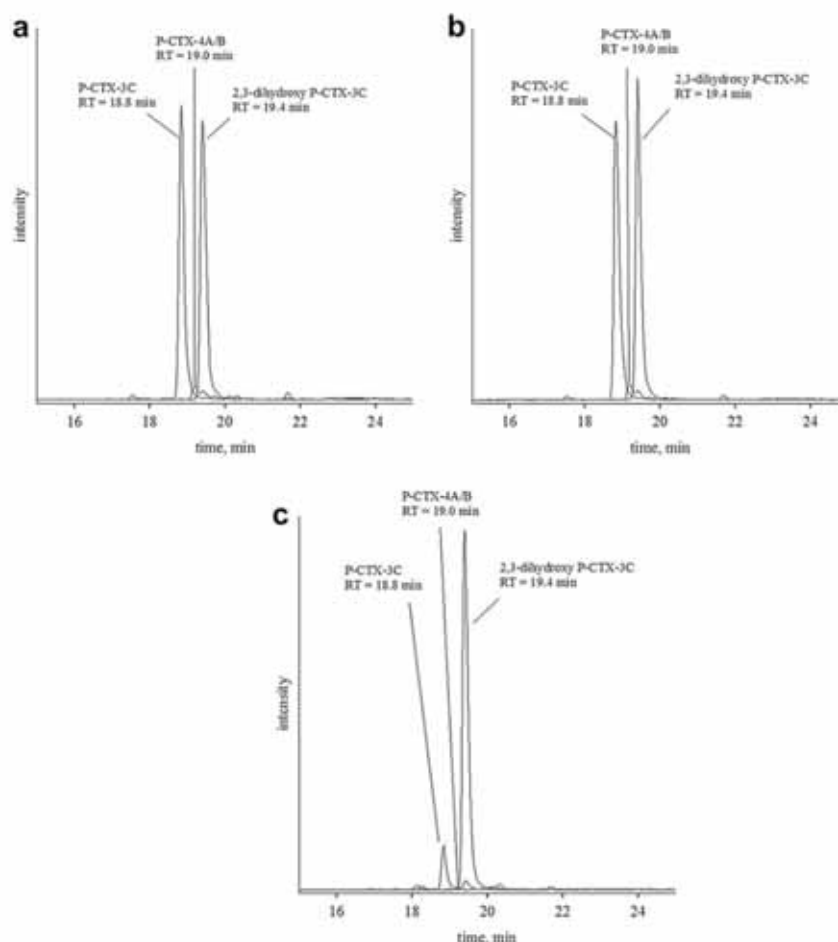 a
P-CTX-4A/B
RT = 19.0 min
P-CTX-3C
RT = 18.8 min
2,3-dihydroxy P-CTX-3C
RT = 19.4 min
intensity
16 18 20 22 24
time, min
b
P-CTX-4A/B
RT = 19.0 min
P-CTX-3C
RT = 18.8 min
2,3-dihydroxy P-CTX-3C
RT = 19.4 min
intensity
16 18 20 22 24
time, min
c
P-CTX-4A/B
RT = 19.0 min
P-CTX-3C
RT = 18.8 min
2,3-dihydroxy P-CTX-3C
RT = 19.4 min
intensity
16 18 20 22 24
time, min